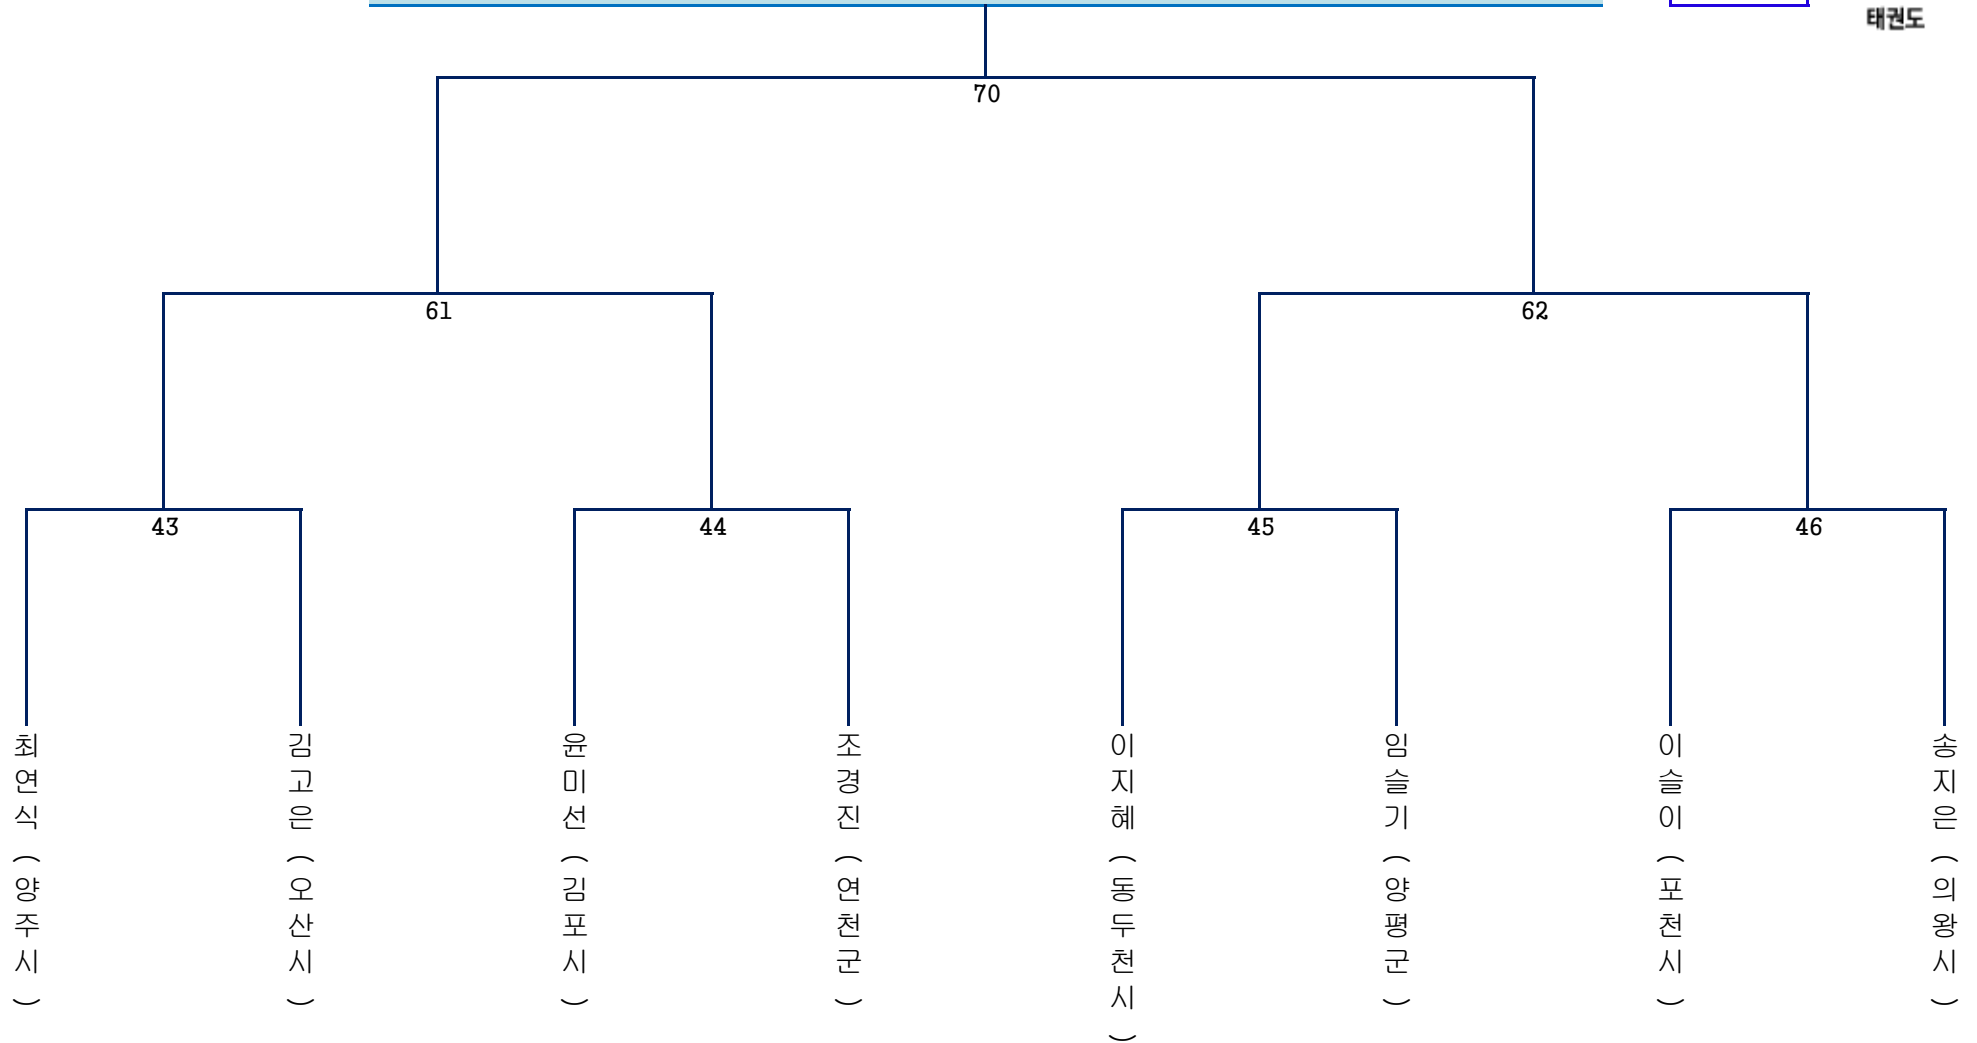 태권도
70
61
62
43
44
45
46
최연식(양주시)
김고은(오산시)
윤미선(김포시)
조경진(연천군)
이지혜(동두천시)
임슬기(양평군)
이슬이(포천시)
송지은(의왕시)